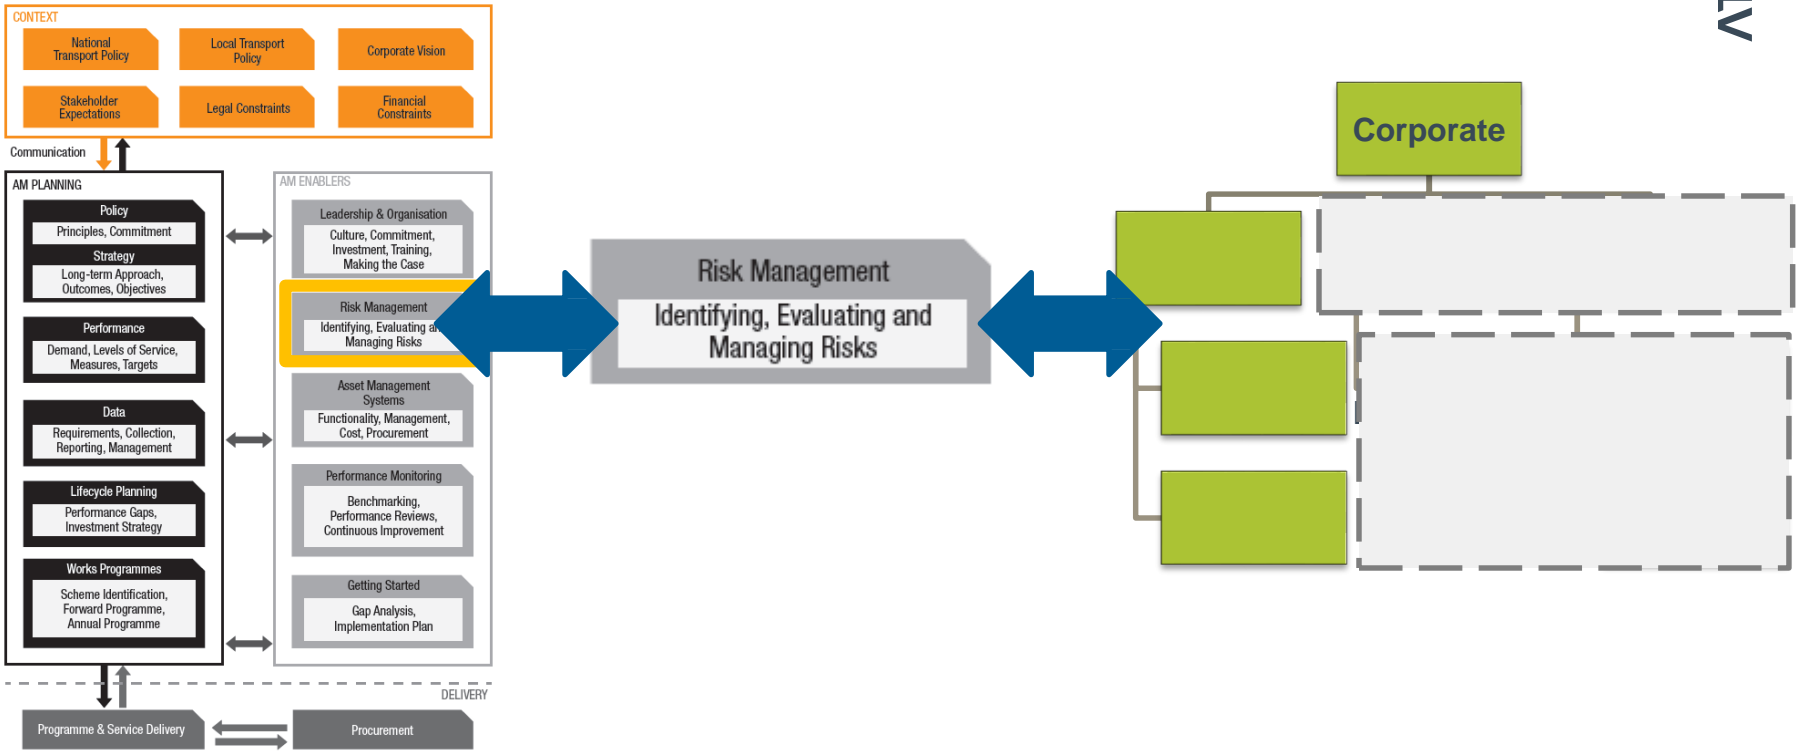 CONTEXT
National
Transport Policy
Local Transport
Policy
Corporate Vision
Stakeholder
Expectations
Legal Constraints
Financial
Constraints
Communication
AM PLANNING
Policy
Principles, Commitment
Strategy
Long-term Approach,
Outcomes, Objectives
Performance
Demand, Levels of Service,
Measures, Targets
Data
Requirements, Collection,
Reporting, Management
Lifecycle Planning
Performance Gaps,
Investment Strategy
Works Programmes
Scheme Identification,
Forward Programme,
Annual Programme
AM ENABLERS
Leadership & Organisation
Culture, Commitment,
Investment, Training,
Making the Case
Risk Management
Identifying, Evaluating and
Managing Risks
Asset Management
Systems
Functionality, Management,
Cost, Procurement
Performance Monitoring
Benchmarking,
Performance Reviews,
Continuous Improvement
Getting Started
Gap Analysis,
Implementation Plan
DELIVERY
Programme & Service Delivery
Procurement
Risk Management
Identifying, Evaluating and
Managing Risks
Corporate